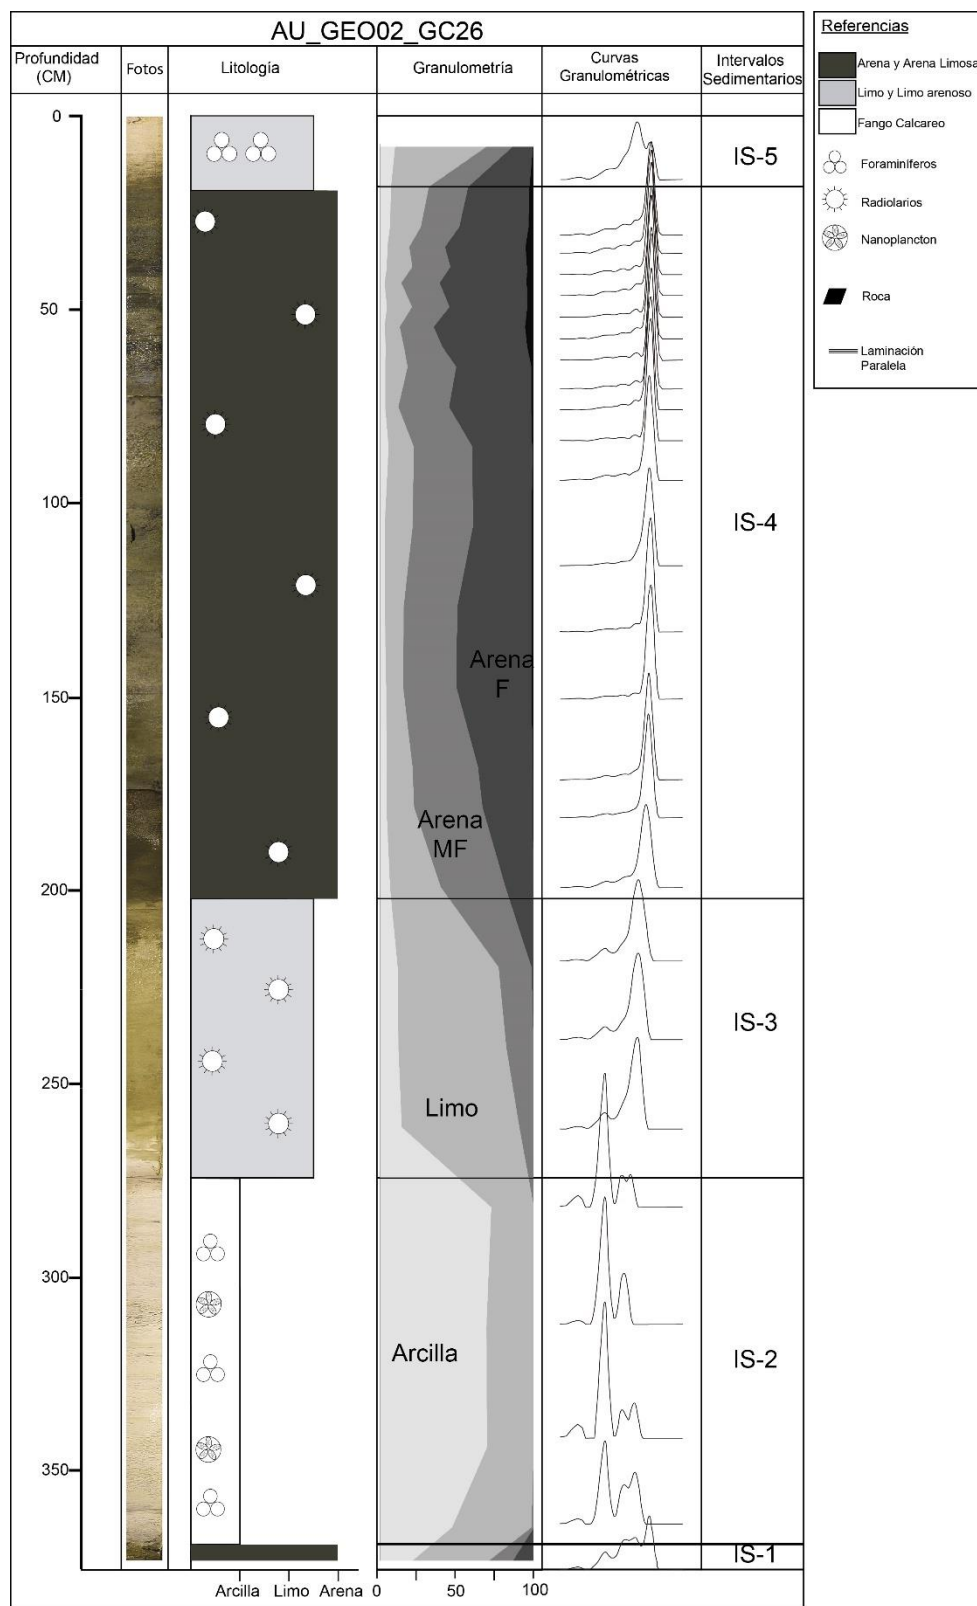 AU_GEO02_GC26
Profundidad
(CM)
Fotos
Litología
Granulometría
Curvas
Granulométricas
Intervalos
Sedimentarios
0
50
100
150
200
250
300
350
Arena
F
Arena
MF
Limo
Arcilla
IS-5
IS-4
IS-3
IS-2
IS-1
Arcilla
Limo
Arena
0
50
100
Referencias
Arena y Arena Limosa
Limo y Limo arenoso
Fango Calcareo
Foraminíferos
Radiolarios
Nanoplancton
Roca
Laminación
Paralela